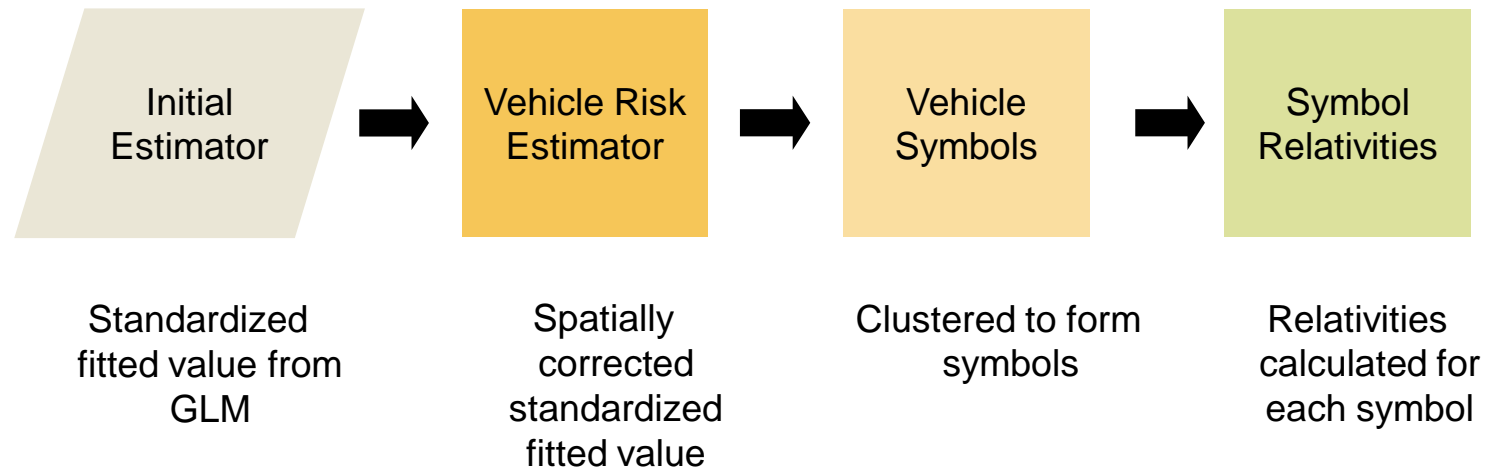 Initial
Estimator
Vehicle Risk
Estimator
Vehicle
Symbols
Symbol
Relativities
Standardized
fitted value from
GLM
Spatially
corrected
standardized
fitted value
Clustered to form
symbols
Relativities
calculated for
each symbol